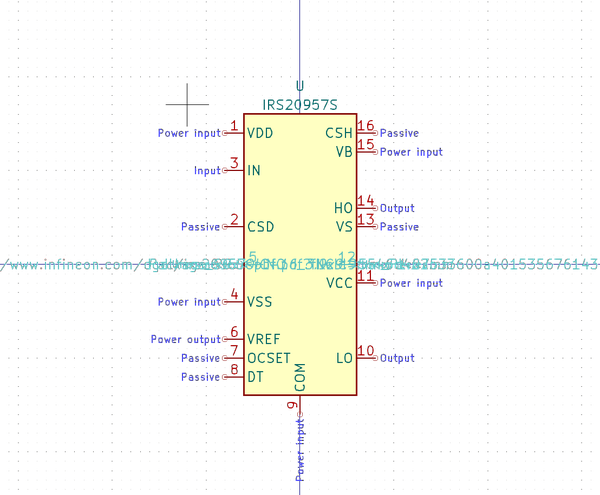 U
IRS20957S
Power input 1 VDD CSH 16 Passive
VB 15 Power input
Input 3 IN
HO 14 Output
Passive 2 CSD VS 13 Passive
5 12
/www.infineon.com/
VCC 11 Power input
Power input 4 VSS
Power output 6 VREF
Passive 7 OCSET LO 10 Output
Passive 8 DT
COM
9
Power input